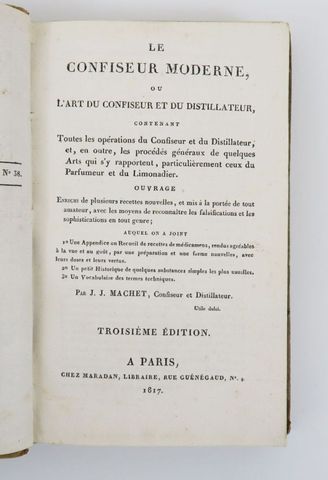 LE
CONFISEUR MODERNE,
OU
L'ART DU CONFISEUR ET DU DISTILLATEUR,
CONTENANT
Toutes les opérations du Confiseur et du Distillateur,
et, en outre, les procédés généraux de quelques
Arts qui s'y rapportent, particulièrement ceux du
Parfumeur et du Limonadier.
OUVRAGE
Enrichi de plusieurs recettes nouvelles, et mis à la portée de tout
amateur, avec les moyens de reconnaître les falsifications et les
sophistications en tout genre;
AUQUEL ON A JOINT
1º Une Appendice ou Recueil de recettes de médicamens, rendus agréables
à la vue et au goût, par une préparation et une forme nouvelles, avec
leurs doses et leurs vertus.
2º Un petit Historique de quelques substances simples les plus usuelles.
3º Un Vocabulaire des termes techniques.
PAR J. J. MACHET, Confiseur et Distillateur.
Utile dulci.
TROISIÈME ÉDITION.
A PARIS,
CHEZ MARADAN, LIBRAIRE, RUE GUÉNÉGAUD, Nº. 9.
1817.
Nº 38.